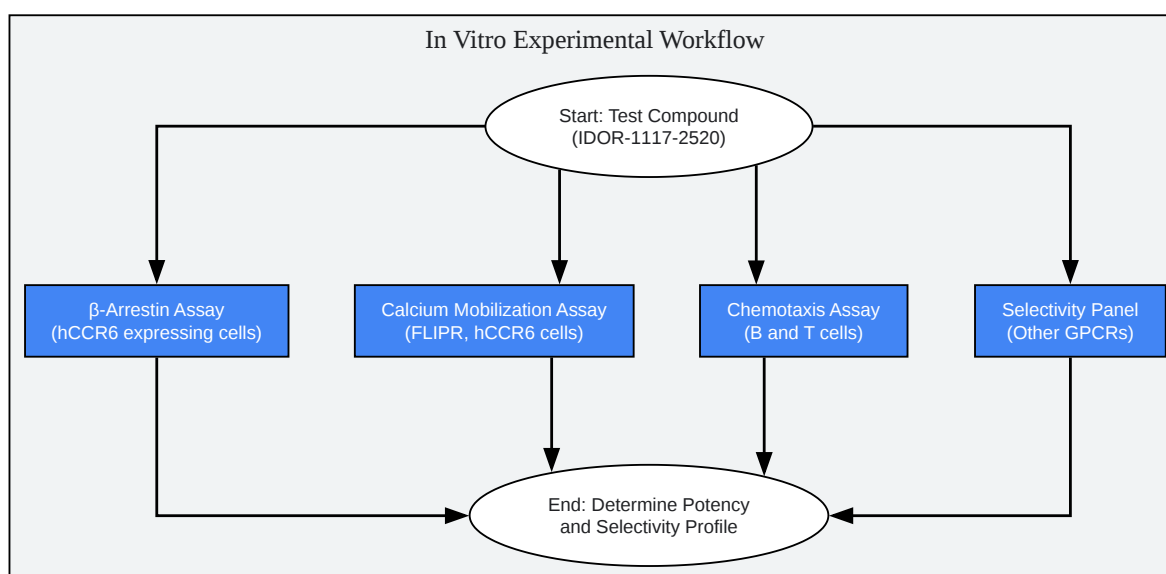 In Vitro Experimental Workflow
Start: Test Compound
(IDOR-1117-2520)
β-Arrestin Assay
(hCCR6 expressing cells)
Calcium Mobilization Assay
(FLIPR, hCCR6 cells)
Chemotaxis Assay
(B and T cells)
Selectivity Panel
(Other GPCRs)
End: Determine Potency
and Selectivity Profile